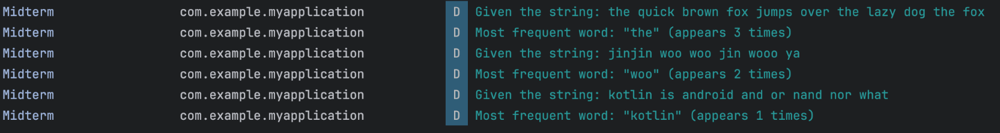 Midterm com.example.myapplication D Given the string: the quick brown fox jumps over the lazy dog the fox
Midterm com.example.myapplication D Most frequent word: "the" (appears 3 times)
Midterm com.example.myapplication D Given the string: jinjin woo woo jin wooo ya
Midterm com.example.myapplication D Most frequent word: "woo" (appears 2 times)
Midterm com.example.myapplication D Given the string: kotlin is android and or nand nor what
Midterm com.example.myapplication D Most frequent word: "kotlin" (appears 1 times)